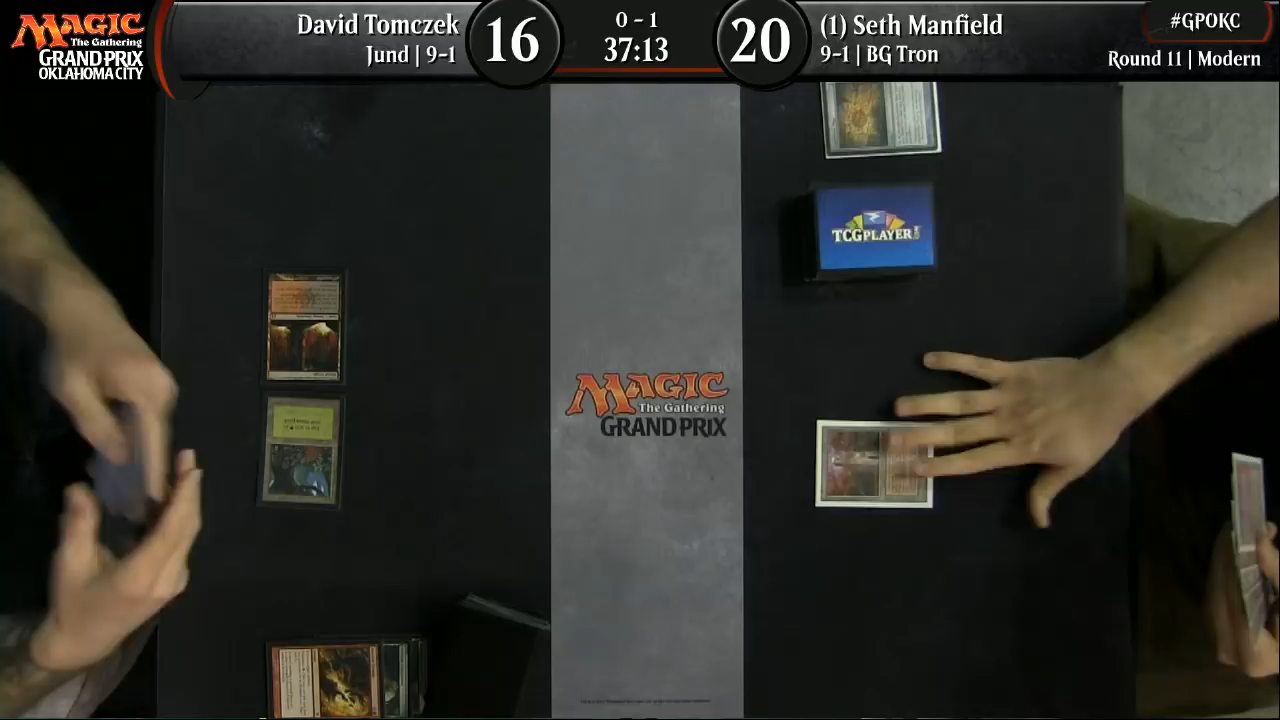 MAGIC
The Gathering
GRAND PRIX
OKLAHOMA CITY
David Tomczek
Jund | 9-1
16
0 - 1
37:13
20
(1) Seth Manfield
9-1 | BG Tron
#GPOKC
Round 11 | Modern
TCGPLAYER
MAGIC
The Gathering
GRAND PRIX